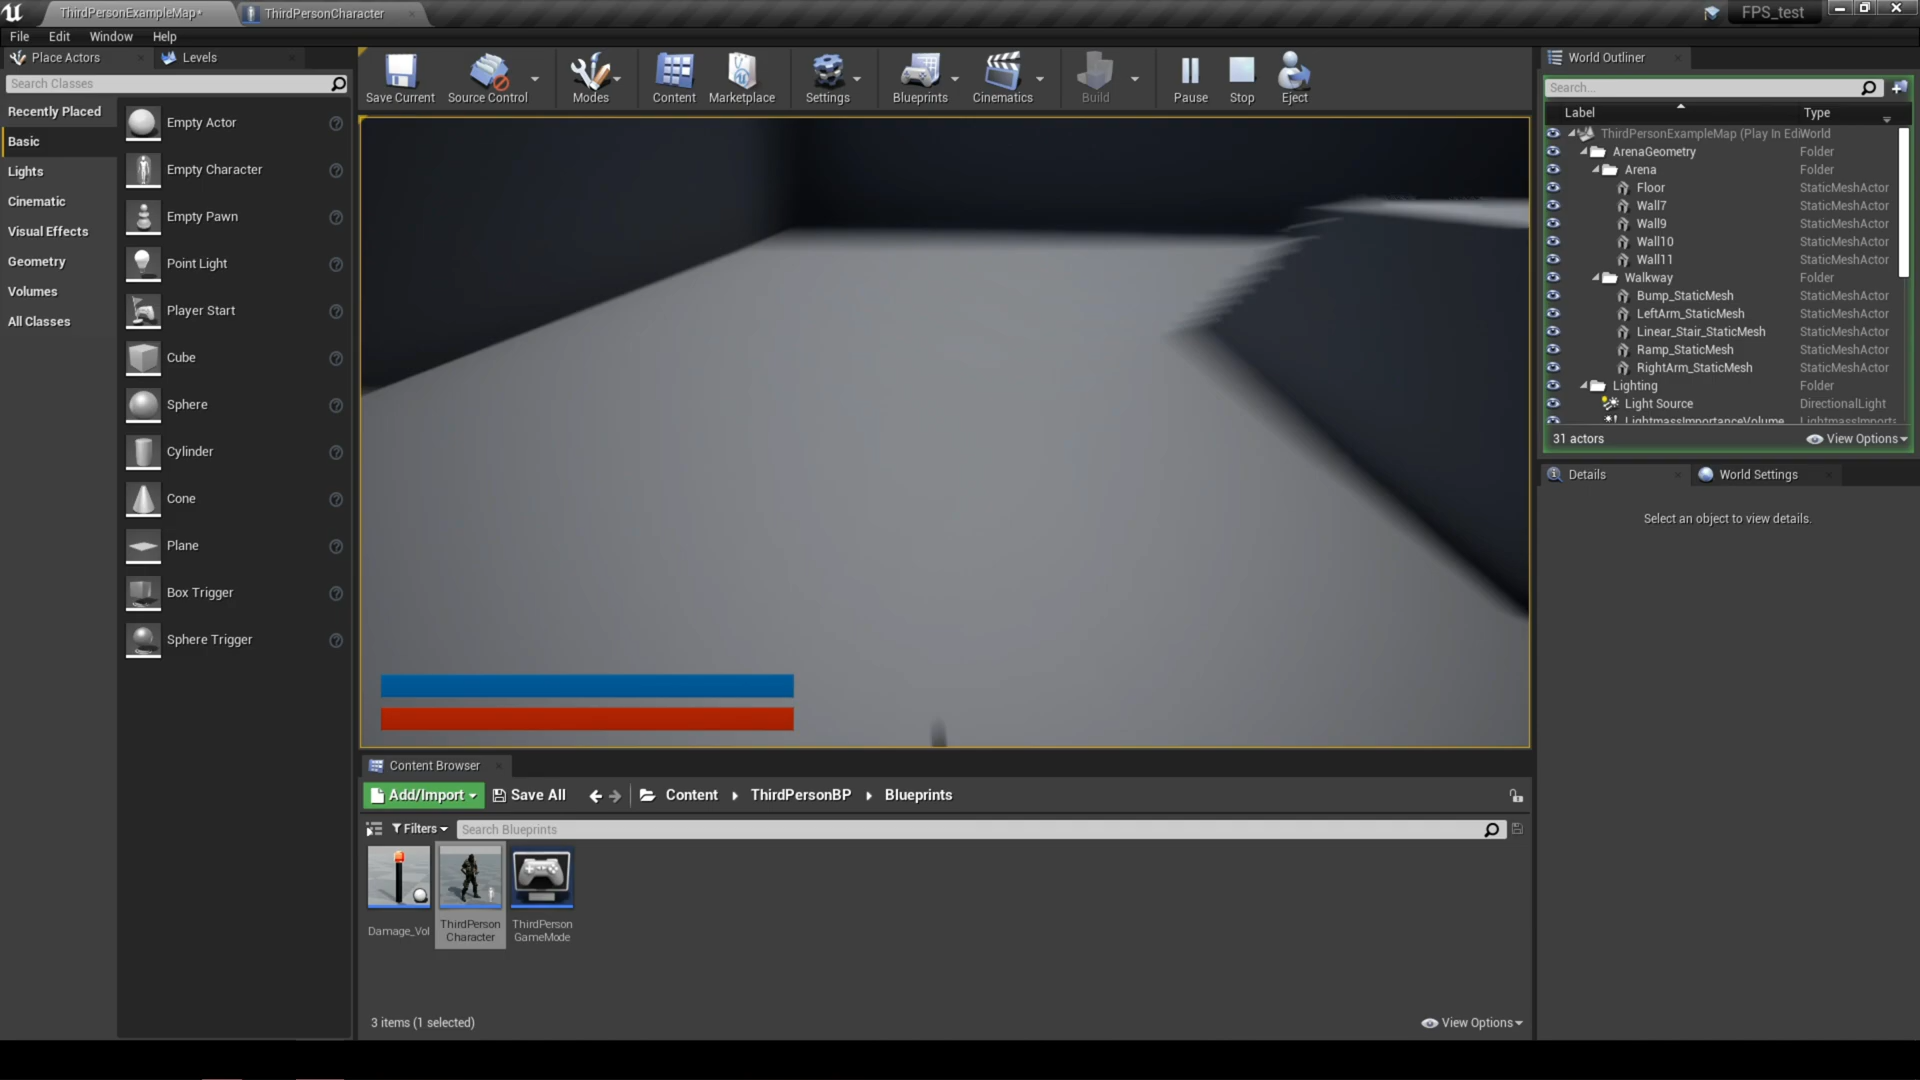 ThirdPersonExampleMap*
ThirdPersonCharacter
FPS_test
File Edit Window Help
Place Actors
Levels
Search Classes
Recently Placed
Basic
Lights
Cinematic
Visual Effects
Geometry
Volumes
All Classes
Empty Actor
Empty Character
Empty Pawn
Point Light
Player Start
Cube
Sphere
Cylinder
Cone
Plane
Box Trigger
Sphere Trigger
Save Current
Source Control
Modes
Content
Marketplace
Settings
Blueprints
Cinematics
Build
Pause
Stop
Eject
World Outliner
Search...
Label Type
ThirdPersonExampleMap (Play In Edi World
ArenaGeometry Folder
Arena Folder
Floor StaticMeshActor
Wall7 StaticMeshActor
Wall9 StaticMeshActor
Wall10 StaticMeshActor
Wall11 StaticMeshActor
Walkway Folder
Bump_StaticMesh StaticMeshActor
LeftArm_StaticMesh StaticMeshActor
Linear_Stair_StaticMesh StaticMeshActor
Ramp_StaticMesh StaticMeshActor
RightArm_StaticMesh StaticMeshActor
Lighting Folder
Light Source DirectionalLight
LightmassImportanceVolume LightmassImports
31 actors
View Options
Details
World Settings
Select an object to view details.
Content Browser
Add/Import
Save All
Content
ThirdPersonBP
Blueprints
Filters
Search Blueprints
Damage_Vol
ThirdPerson
Character
ThirdPerson
GameMode
3 items (1 selected)
View Options